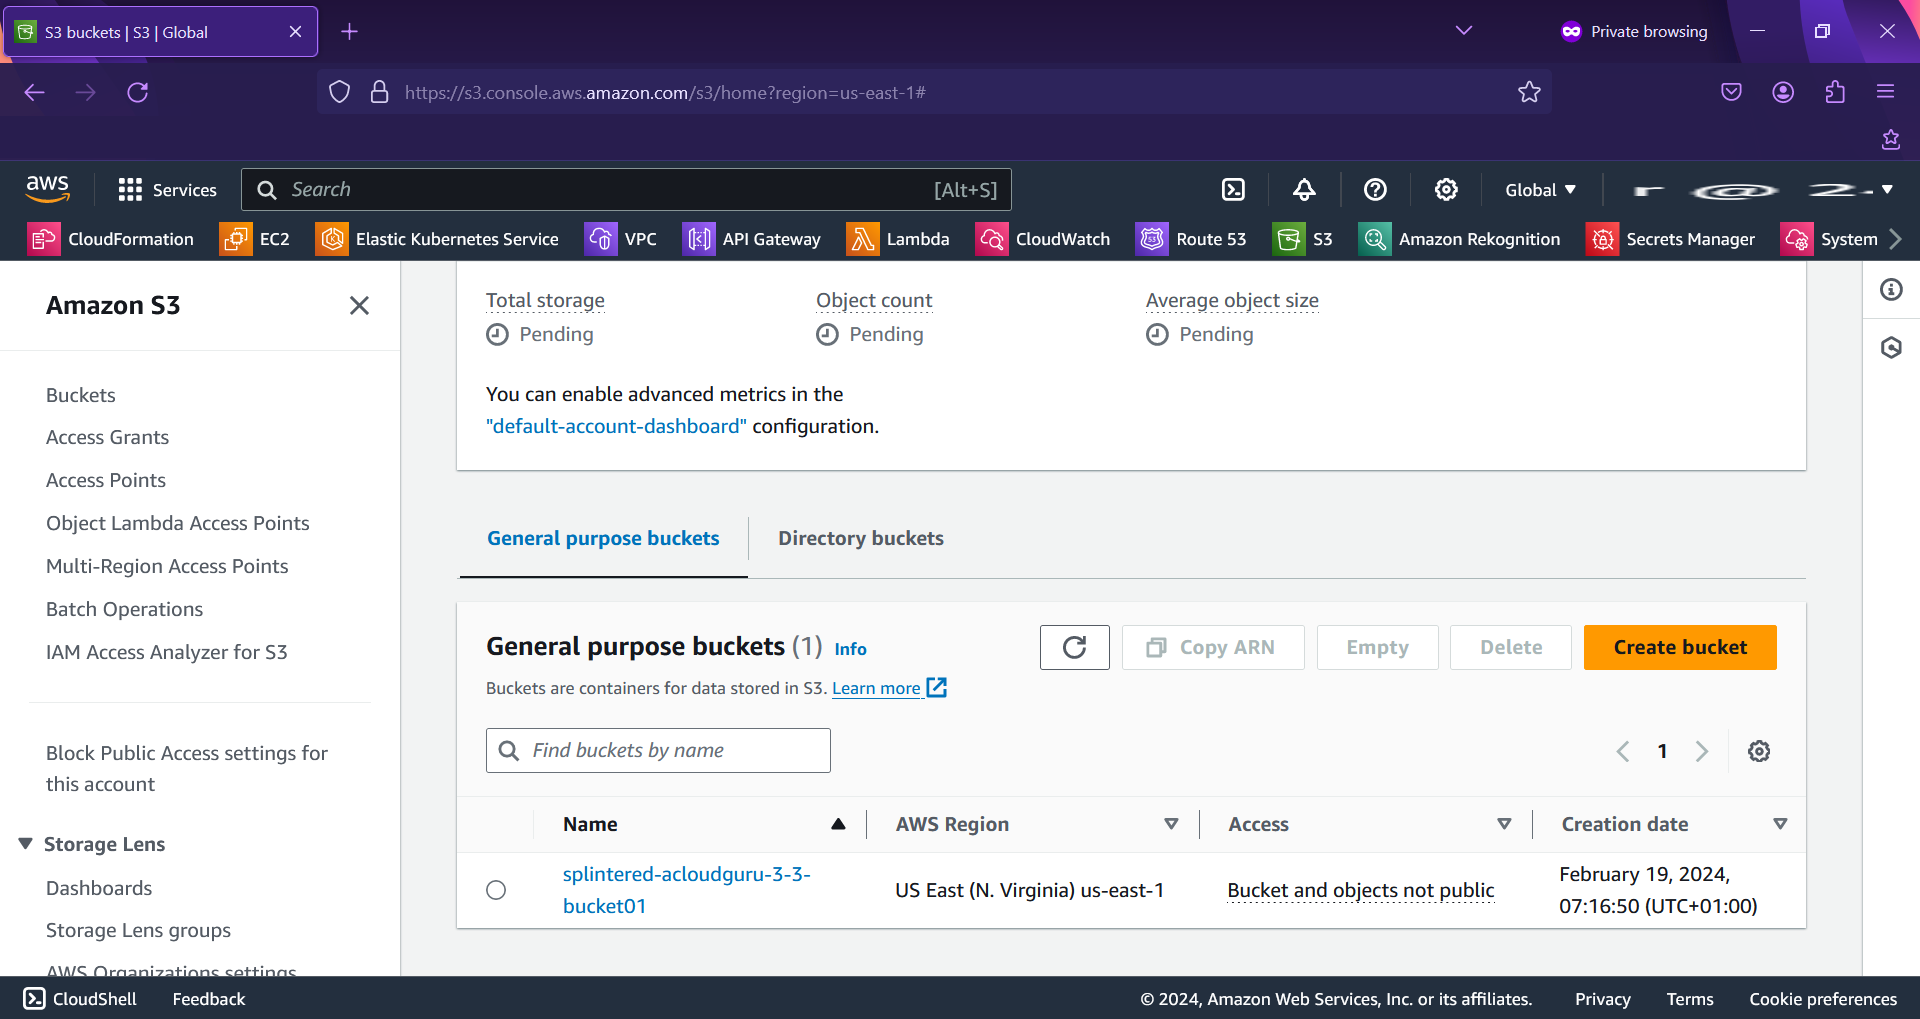 S3 buckets | S3 | Global
Private browsing
https://s3.console.aws.amazon.com/s3/home?region=us-east-1#
aws
Services
Search
[Alt+S]
Global
CloudFormation
EC2
Elastic Kubernetes Service
VPC
API Gateway
Lambda
CloudWatch
Route 53
S3
Amazon Rekognition
Secrets Manager
System
Amazon S3
Buckets
Access Grants
Access Points
Object Lambda Access Points
Multi-Region Access Points
Batch Operations
IAM Access Analyzer for S3
Block Public Access settings for
this account
Storage Lens
Dashboards
Storage Lens groups
AWS Organizations settings
Total storage
Pending
Object count
Pending
Average object size
Pending
You can enable advanced metrics in the
"default-account-dashboard" configuration.
General purpose buckets
Directory buckets
General purpose buckets (1) Info
Buckets are containers for data stored in S3. Learn more
Copy ARN
Empty
Delete
Create bucket
Find buckets by name
1
Name
AWS Region
Access
Creation date
splintered-acloudguru-3-3-
bucket01
US East (N. Virginia) us-east-1
Bucket and objects not public
February 19, 2024,
07:16:50 (UTC+01:00)
CloudShell
Feedback
© 2024, Amazon Web Services, Inc. or its affiliates.
Privacy
Terms
Cookie preferences